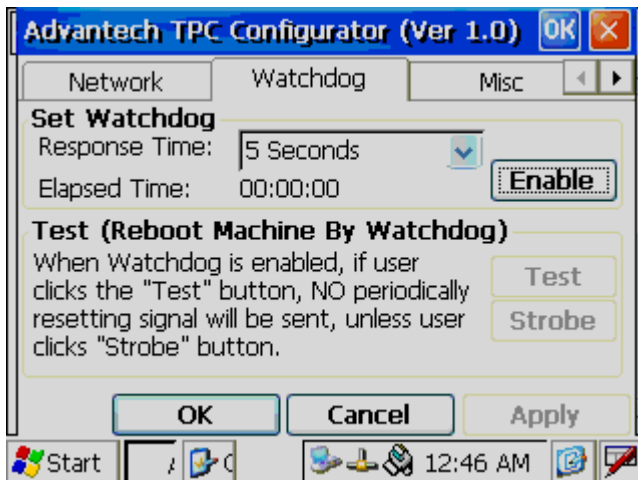 Advantech TPC Configurator (Ver 1.0) OK
Network Watchdog Misc
Set Watchdog
Response Time: 5 Seconds
Elapsed Time: 00:00:00 Enable
Test (Reboot Machine By Watchdog)
When Watchdog is enabled, if user
clicks the "Test" button, NO periodically
resetting signal will be sent, unless user
clicks "Strobe" button.
Test
Strobe
OK Cancel Apply
Start 12:46 AM